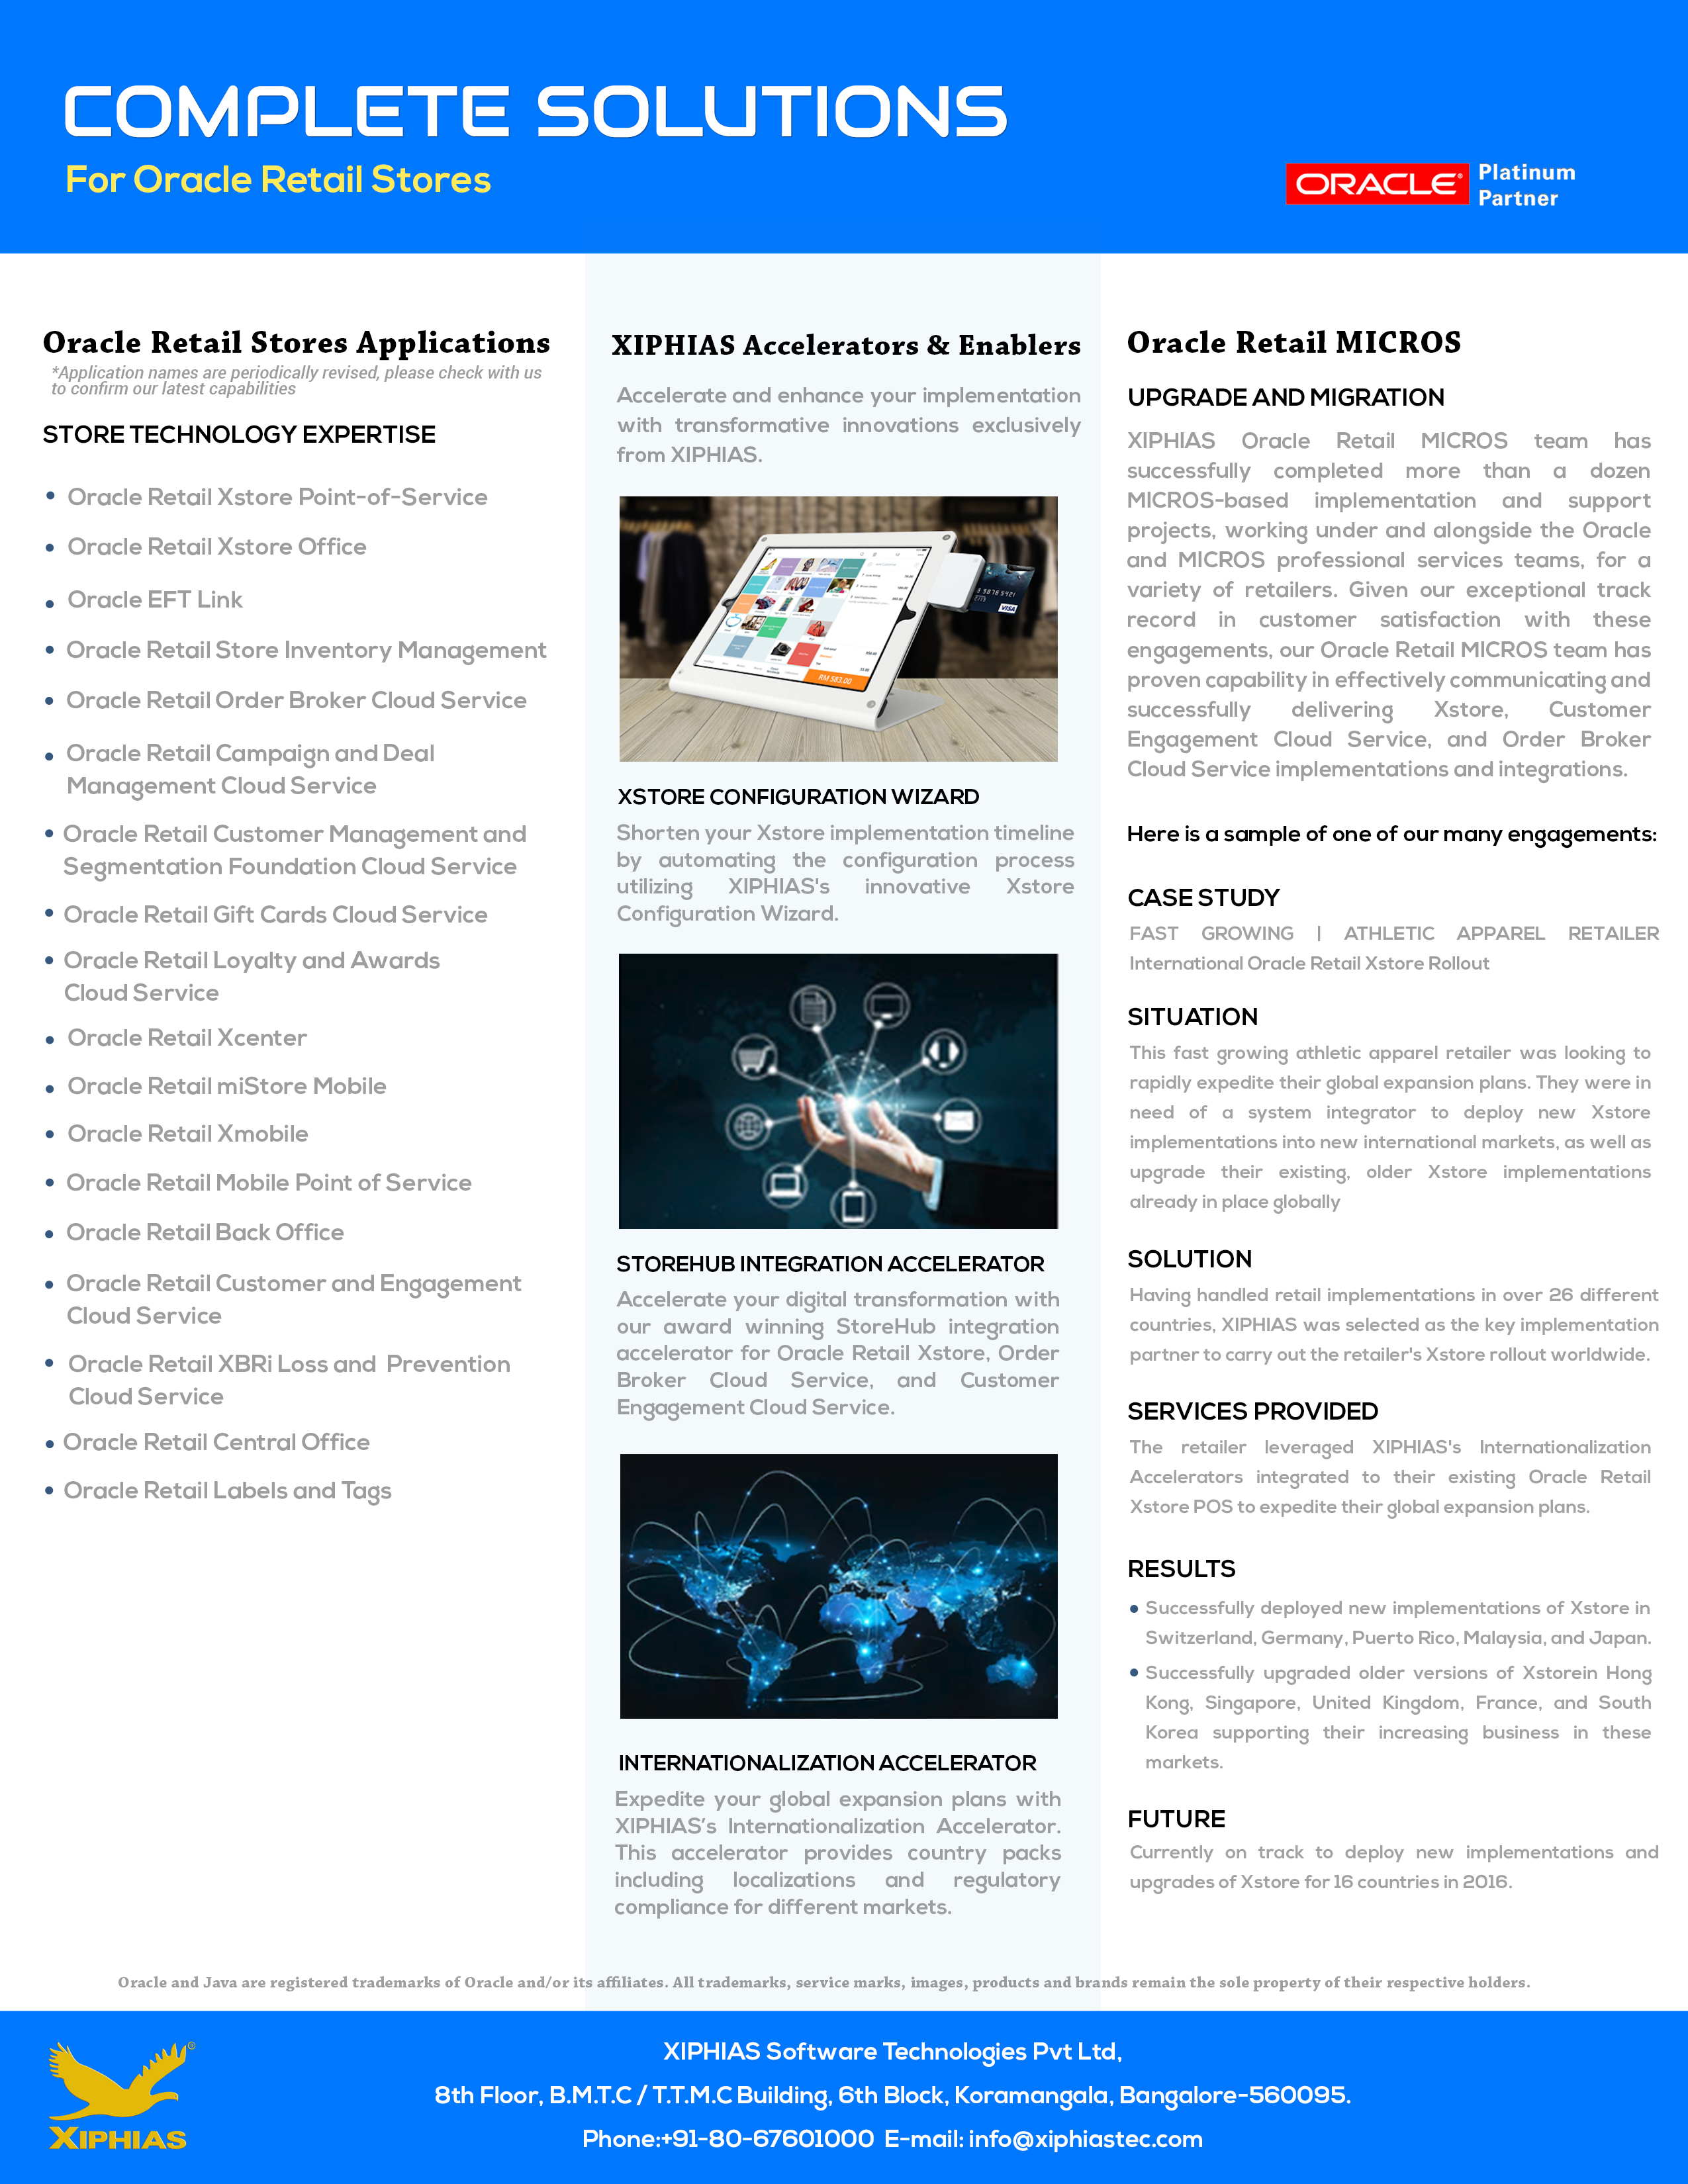 COMPLETE SOLUTIONS
For Oracle Retail Stores
ORACLE®
Platinum
Partner
Oracle Retail Stores Applications
*Application names are periodically revised, please check with us
to confirm our latest capabilities
STORE TECHNOLOGY EXPERTISE
• Oracle Retail Xstore Point-of-Service
• Oracle Retail Xstore Office
• Oracle EFT Link
• Oracle Retail Store Inventory Management
• Oracle Retail Order Broker Cloud Service
• Oracle Retail Campaign and Deal
Management Cloud Service
• Oracle Retail Customer Management and
Segmentation Foundation Cloud Service
• Oracle Retail Gift Cards Cloud Service
• Oracle Retail Loyalty and Awards
Cloud Service
• Oracle Retail Xcenter
• Oracle Retail miStore Mobile
• Oracle Retail Xmobile
• Oracle Retail Mobile Point of Service
• Oracle Retail Back Office
• Oracle Retail Customer and Engagement
Cloud Service
• Oracle Retail XBRi Loss and Prevention
Cloud Service
• Oracle Retail Central Office
• Oracle Retail Labels and Tags
XIPHIAS Accelerators & Enablers
Accelerate and enhance your implementation
with transformative innovations exclusively
from XIPHIAS.
9876 5421
VISA
RM 583.00
XSTORE CONFIGURATION WIZARD
Shorten your Xstore implementation timeline
by automating the configuration process
utilizing XIPHIAS's innovative Xstore
Configuration Wizard.
STOREHUB INTEGRATION ACCELERATOR
Accelerate your digital transformation with
our award winning StoreHub integration
accelerator for Oracle Retail Xstore, Order
Broker Cloud Service, and Customer
Engagement Cloud Service.
INTERNATIONALIZATION ACCELERATOR
Expedite your global expansion plans with
XIPHIAS’s Internationalization Accelerator.
This accelerator provides country packs
including localizations and regulatory
compliance for different markets.
Oracle Retail MICROS
UPGRADE AND MIGRATION
XIPHIAS Oracle Retail MICROS team has
successfully completed more than a dozen
MICROS-based implementation and support
projects, working under and alongside the Oracle
and MICROS professional services teams, for a
variety of retailers. Given our exceptional track
record in customer satisfaction with these
engagements, our Oracle Retail MICROS team has
proven capability in effectively communicating and
successfully delivering Xstore, Customer
Engagement Cloud Service, and Order Broker
Cloud Service implementations and integrations.
Here is a sample of one of our many engagements:
CASE STUDY
FAST GROWING | ATHLETIC APPAREL RETAILER
International Oracle Retail Xstore Rollout
SITUATION
This fast growing athletic apparel retailer was looking to
rapidly expedite their global expansion plans. They were in
need of a system integrator to deploy new Xstore
implementations into new international markets, as well as
upgrade their existing, older Xstore implementations
already in place globally
SOLUTION
Having handled retail implementations in over 26 different
countries, XIPHIAS was selected as the key implementation
partner to carry out the retailer's Xstore rollout worldwide.
SERVICES PROVIDED
The retailer leveraged XIPHIAS's Internationalization
Accelerators integrated to their existing Oracle Retail
Xstore POS to expedite their global expansion plans.
RESULTS
• Successfully deployed new implementations of Xstore in
Switzerland, Germany, Puerto Rico, Malaysia, and Japan.
• Successfully upgraded older versions of Xstorein Hong
Kong, Singapore, United Kingdom, France, and South
Korea supporting their increasing business in these
markets.
FUTURE
Currently on track to deploy new implementations and
upgrades of Xstore for 16 countries in 2016.
Oracle and Java are registered trademarks of Oracle and/or its affiliates. All trademarks, service marks, images, products and brands remain the sole property of their respective holders.
XIPHIAS
®
XIPHIAS Software Technologies Pvt Ltd,
8th Floor, B.M.T.C / T.T.M.C Building, 6th Block, Koramangala, Bangalore-560095.
Phone:+91-80-67601000 E-mail: info@xiphiastec.com